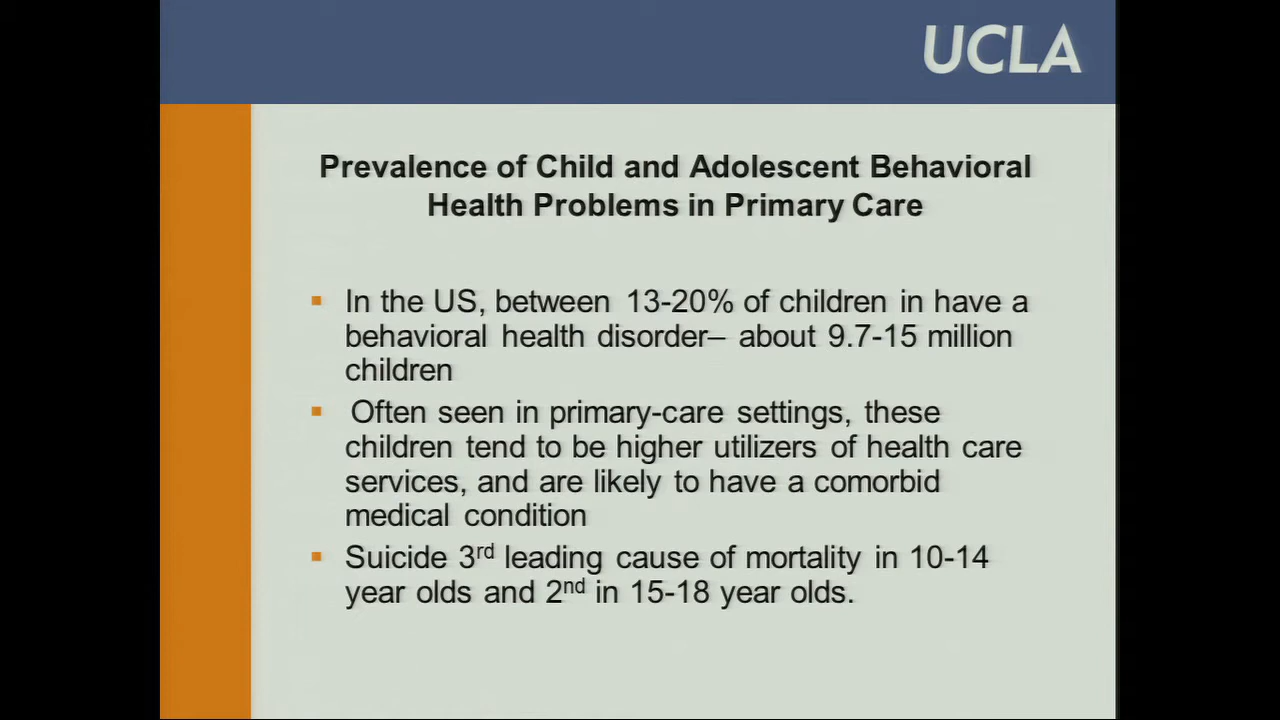 UCLA
Prevalence of Child and Adolescent Behavioral
Health Problems in Primary Care
In the US, between 13-20% of children in have a
behavioral health disorder– about 9.7-15 million
children
Often seen in primary-care settings, these
children tend to be higher utilizers of health care
services, and are likely to have a comorbid
medical condition
Suicide 3rd leading cause of mortality in 10-14
year olds and 2nd in 15-18 year olds.